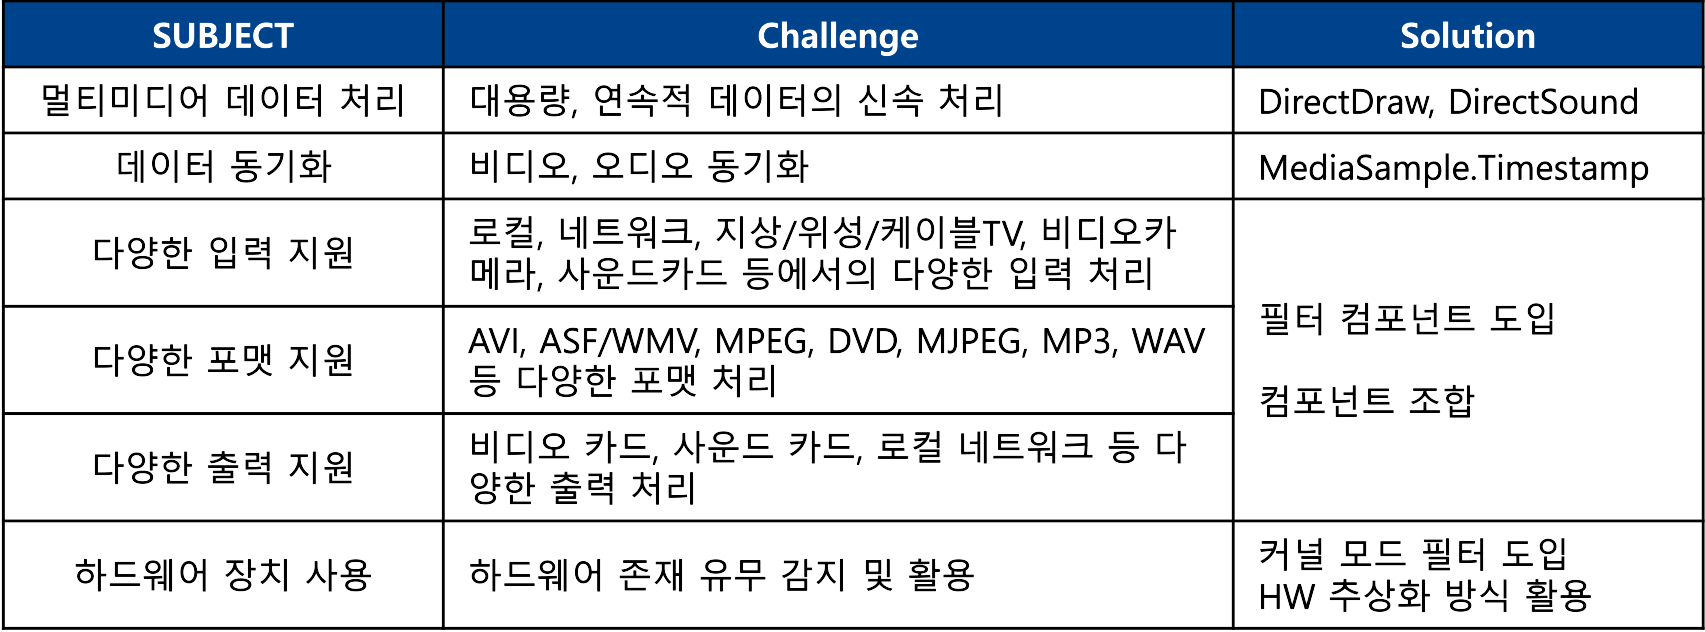 SUBJECT Challenge Solution
멀티미디어 데이터 처리 대용량, 연속적 데이터의 신속 처리 DirectDraw, DirectSound
데이터 동기화 비디오, 오디오 동기화 MediaSample.Timestamp
다양한 입력 지원
로컬, 네트워크, 지상/위성/케이블TV, 비디오카
메라, 사운드카드 등에서의 다양한 입력 처리
다양한 포맷 지원
AVI, ASF/WMV, MPEG, DVD, MJPEG, MP3, WAV
등 다양한 포맷 처리
다양한 출력 지원
비디오 카드, 사운드 카드, 로컬 네트워크 등 다
양한 출력 처리
필터 컴포넌트 도입
컴포넌트 조합
하드웨어 장치 사용 하드웨어 존재 유무 감지 및 활용
커널 모드 필터 도입
HW 추상화 방식 활용